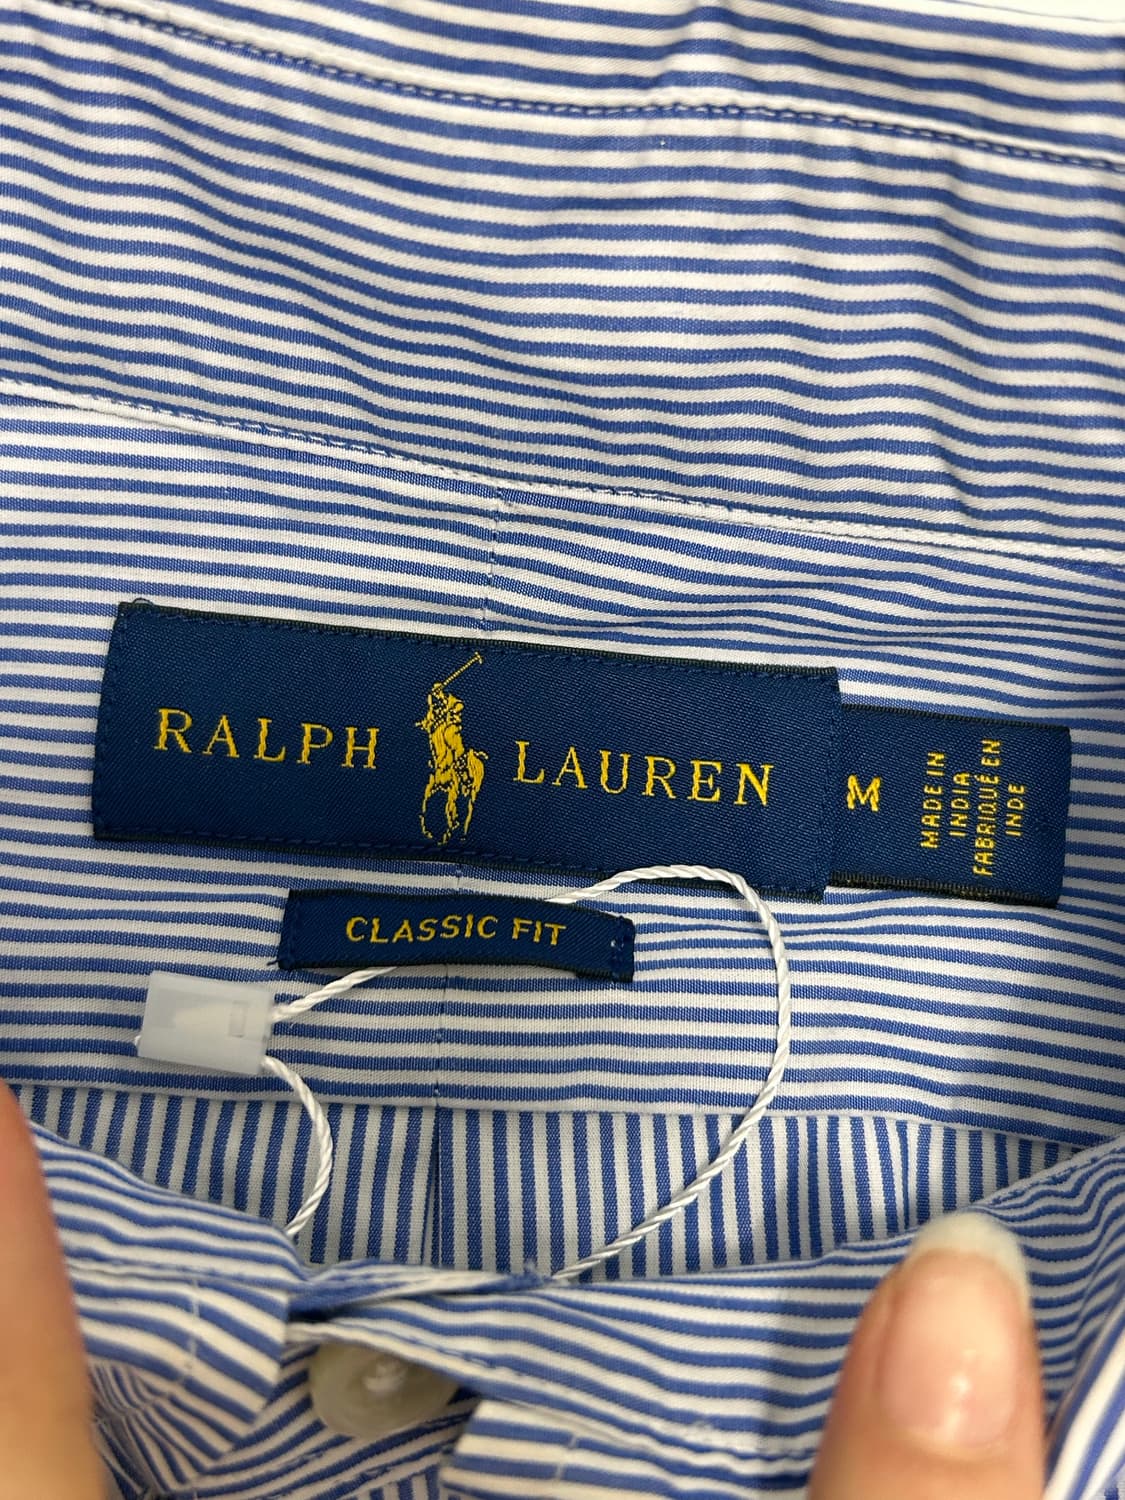 RALPH LAUREN
M
MADE IN
INDIA
FABRIQUÉ EN
INDE
CLASSIC FIT